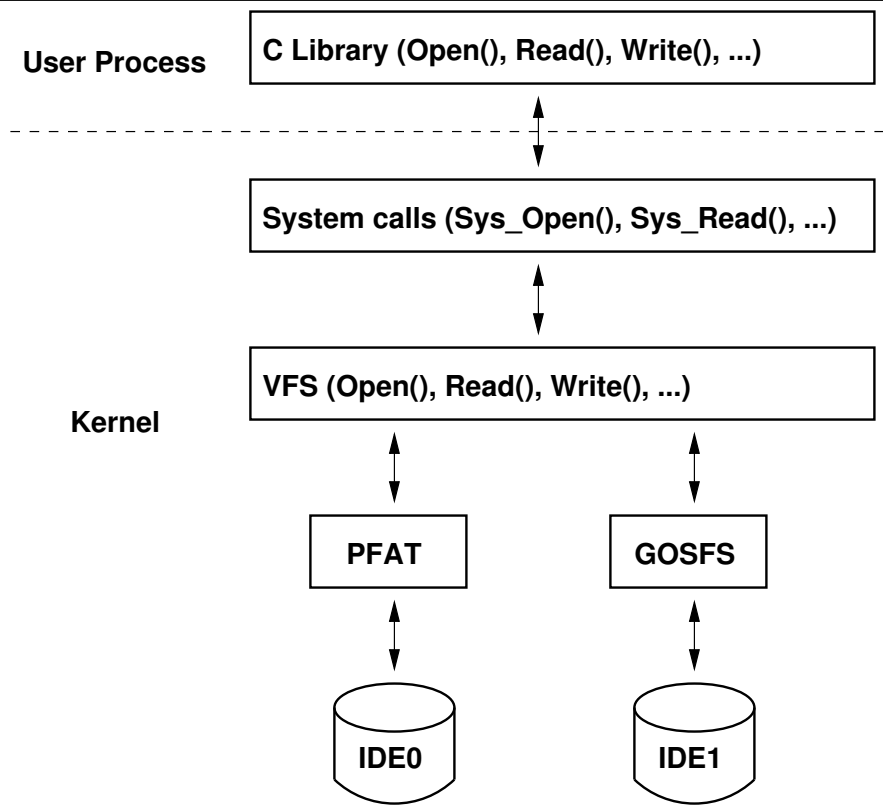 User Process
C Library (Open(), Read(), Write(), ...)
System calls (Sys_Open(), Sys_Read(), ...)
VFS (Open(), Read(), Write(), ...)
Kernel
PFAT
GOSFS
IDE0
IDE1